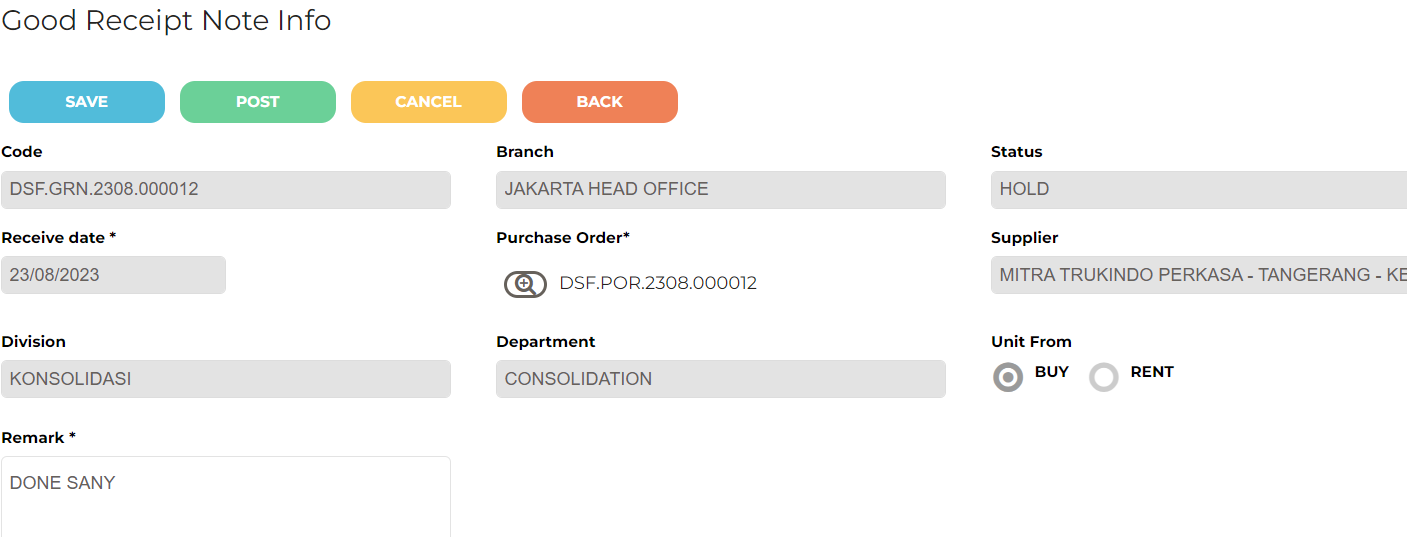 Good Receipt Note Info
SAVE POST CANCEL BACK
Code Branch Status
DSF.GRN.2308.000012 JAKARTA HEAD OFFICE HOLD
Receive date * Purchase Order* Supplier
23/08/2023 DSF.POR.2308.000012 MITRA TRUKINDO PERKASA - TANGERANG - KE
Division Department Unit From
KONSOLIDASI CONSOLIDATION BUY RENT
Remark *
DONE SANY